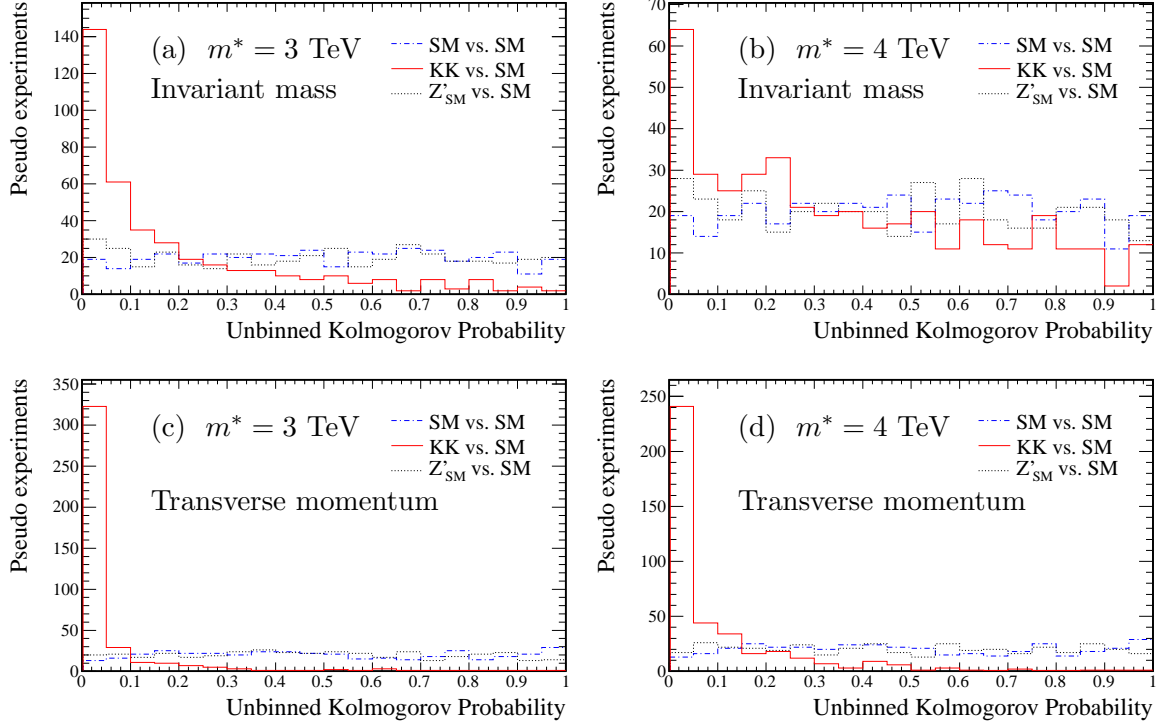 Pseudo experiments
140
120
100
80
60
40
20
0
(a) m* = 3 TeV
Invariant mass
SM vs. SM
KK vs. SM
Z'SM vs. SM
0 0.1 0.2 0.3 0.4 0.5 0.6 0.7 0.8 0.9 1
Unbinned Kolmogorov Probability
Pseudo experiments
70
60
50
40
30
20
10
0
(b) m* = 4 TeV
Invariant mass
SM vs. SM
KK vs. SM
Z'SM vs. SM
0 0.1 0.2 0.3 0.4 0.5 0.6 0.7 0.8 0.9 1
Unbinned Kolmogorov Probability
Pseudo experiments
350
300
250
200
150
100
50
0
(c) m* = 3 TeV
Transverse momentum
SM vs. SM
KK vs. SM
Z'SM vs. SM
0 0.1 0.2 0.3 0.4 0.5 0.6 0.7 0.8 0.9 1
Unbinned Kolmogorov Probability
Pseudo experiments
250
200
150
100
50
0
(d) m* = 4 TeV
Transverse momentum
SM vs. SM
KK vs. SM
Z'SM vs. SM
0 0.1 0.2 0.3 0.4 0.5 0.6 0.7 0.8 0.9 1
Unbinned Kolmogorov Probability